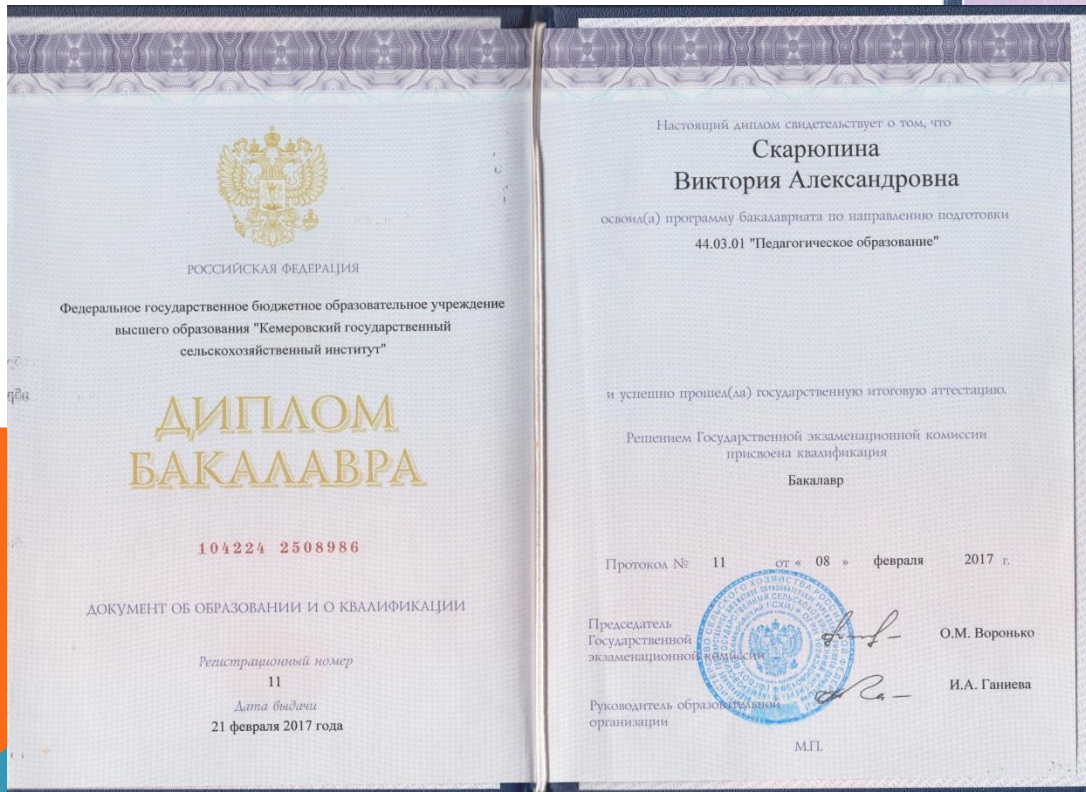 РОССИЙСКАЯ ФЕДЕРАЦИЯ
Федеральное государственное бюджетное образовательное учреждение
высшего образования "Кемеровский государственный
сельскохозяйственный институт"
ДИПЛОМ
БАКАЛАВРА
104224 2508986
ДОКУМЕНТ ОБ ОБРАЗОВАНИИ И О КВАЛИФИКАЦИИ
Регистрационный номер
11
Дата выдачи
21 февраля 2017 года
Настоящий диплом свидетельствует о том, что
Скарюпина
Виктория Александровна
освоил(а) программу бакалавриата по направлению подготовки
44.03.01 "Педагогическое образование"
и успешно прошел(ла) государственную итоговую аттестацию.
Решением Государственной экзаменационной комиссии
присвоена квалификация
Бакалавр
Протокол № 11 от « 08 » февраля 2017 г.
Председатель
Государственной
экзаменационной комиссии
О.М. Воронько
Руководитель образовательной
организации
И.А. Ганиева
М.П.